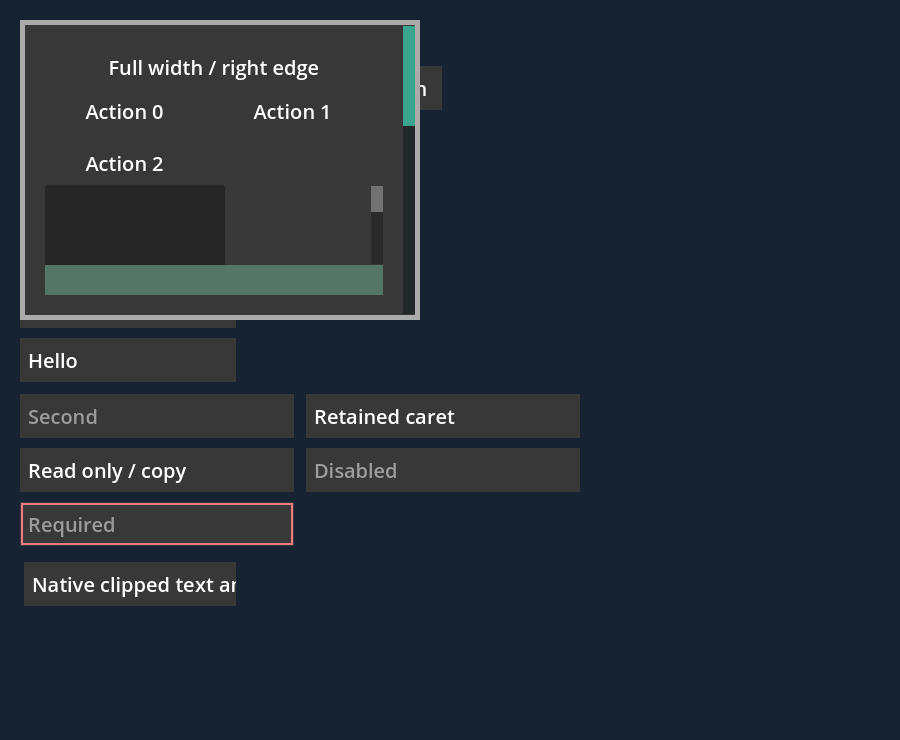 Full width / right edge
Action 0 Action 1
Action 2
Hello
Second Retained caret
Read only / copy Disabled
Required
Native clipped text